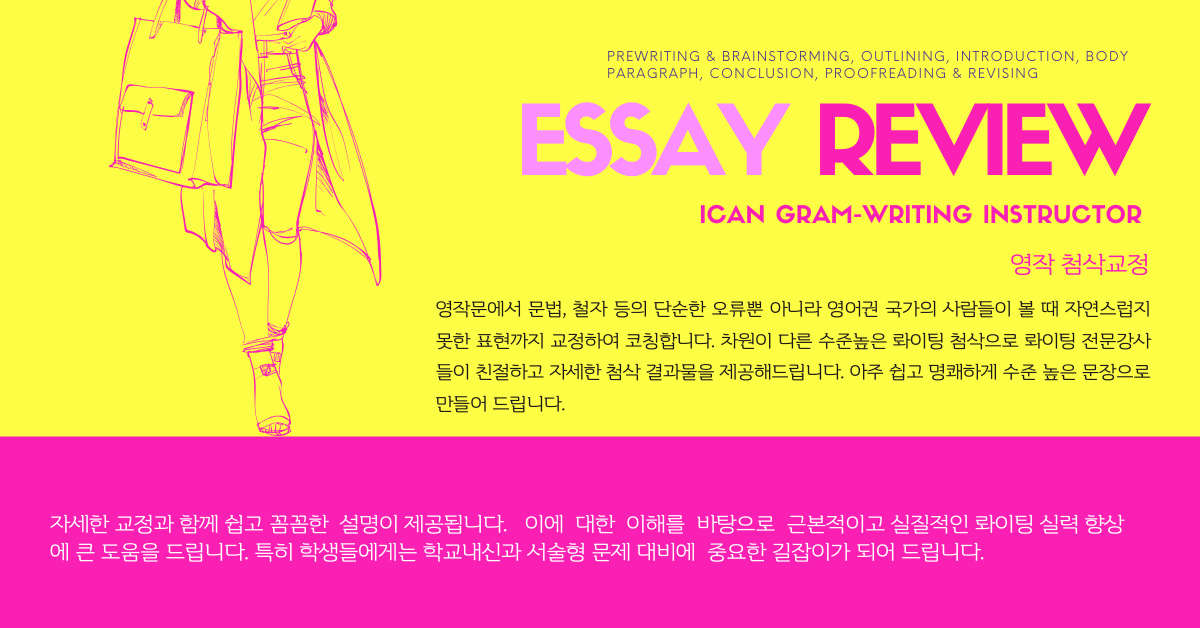 PREWRITING & BRAINSTORMING, OUTLINING, INTRODUCTION, BODY
PARAGRAPH, CONCLUSION, PROOFREADING & REVISING
ESSAY REVIEW
ICAN GRAM-WRITING INSTRUCTOR
영작 첨삭교정
영작문에서 문법, 철자 등의 단순한 오류뿐 아니라 영어권 국가의 사람들이 볼 때 자연스럽지
못한 표현까지 교정하여 코칭합니다. 차원이 다른 수준높은 롸이팅 첨삭으로 롸이팅 전문강사
들이 친절하고 자세한 첨삭 결과물을 제공해드립니다. 아주 쉽고 명쾌하게 수준 높은 문장으로
만들어 드립니다.
자세한 교정과 함께 쉽고 꼼꼼한 설명이 제공됩니다. 이에 대한 이해를 바탕으로 근본적이고 실질적인 롸이팅 실력 향상
에 큰 도움을 드립니다. 특히 학생들에게는 학교내신과 서술형 문제 대비에 중요한 길잡이가 되어 드립니다.